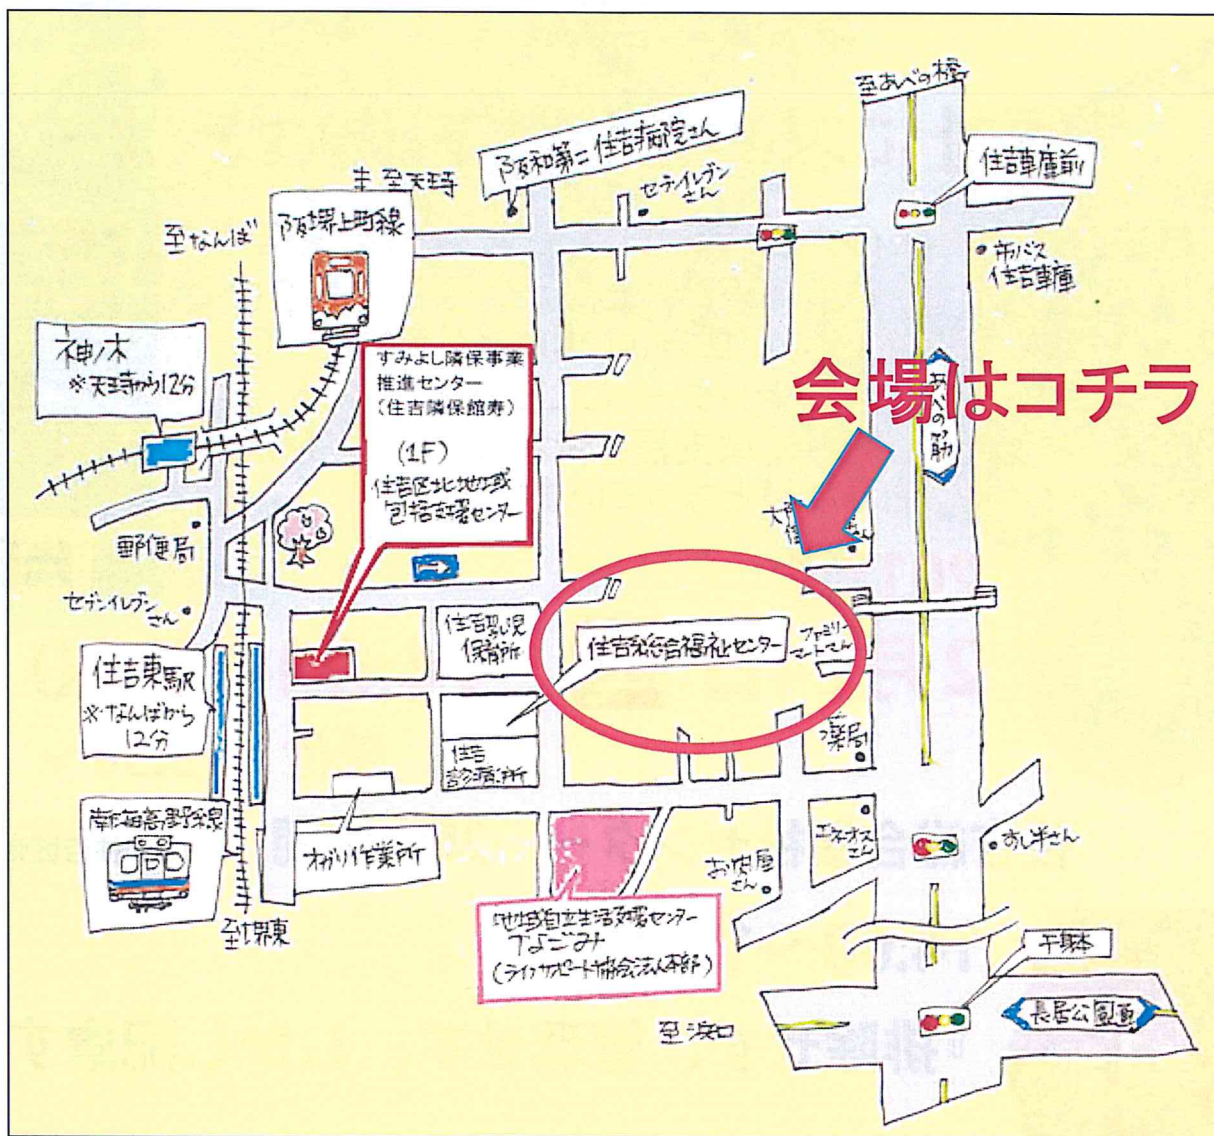 至あべの橋
阪和第二住吉病院さん
セブンイレブン
さん
住吉車庫前
至天王寺
至なんば
阪堺上町線
市バス
住吉車庫
神ノ木
※天王寺から12分
すみよし隣保事業
推進センター
(住吉隣保館寿)
(1F)
住吉区北地域
包括支援センター
会場はコチラ
あべの筋
郵便局
セブンイレブン
さん
住吉乳児
保育所
住吉総合福祉センター
ファミリー
マートさん
住吉東駅
※なんばから
12分
住吉
診療所
薬局
南海高野線
オガリ作業所
エネオス
さん
すし半さん
お肉屋
さん
至堺東
地域自立生活支援センター
なごみ
(ライフサポート協会法人本部)
千躰
至浜口
長居公園通